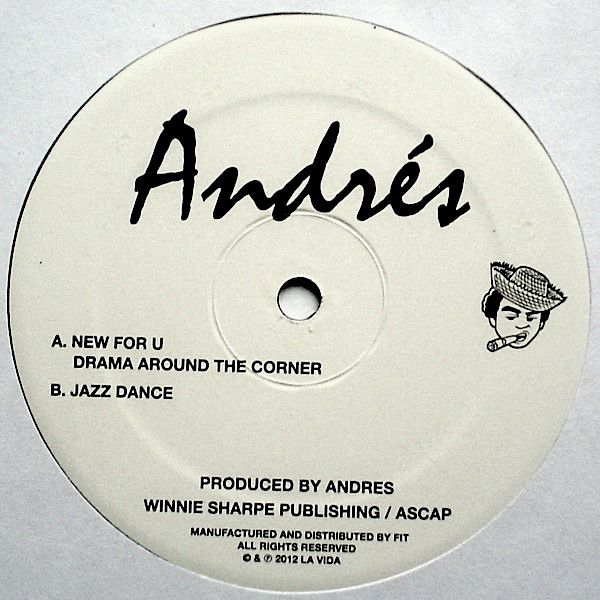 Andrés
A. NEW FOR U
DRAMA AROUND THE CORNER
B. JAZZ DANCE
PRODUCED BY ANDRES
WINNIE SHARPE PUBLISHING / ASCAP
MANUFACTURED AND DISTRIBUTED BY FIT
ALL RIGHTS RESERVED
© & ℗ 2012 LA VIDA